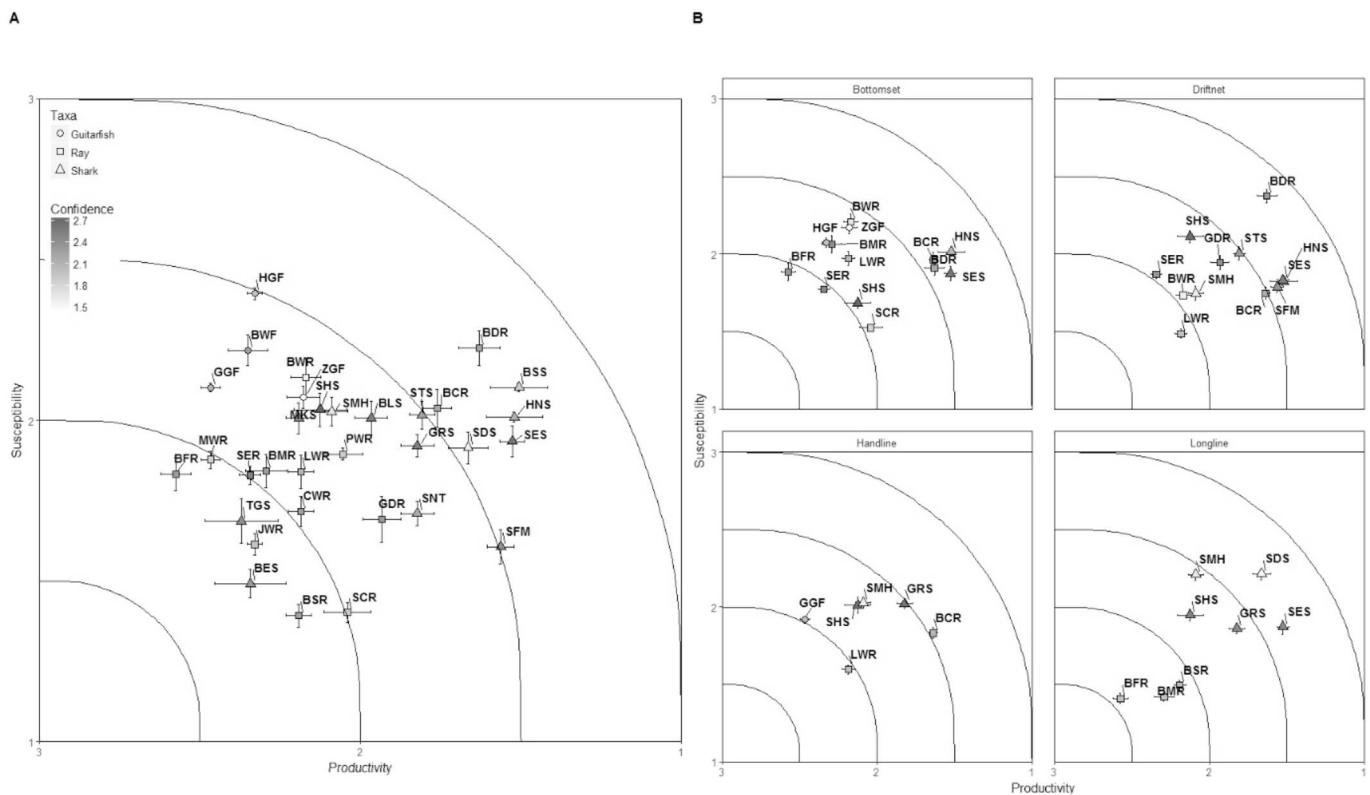 A
3
2
1
3
2
1
Susceptibility
Productivity
Taxa
Guitarfish
Ray
Shark
Confidence
2.7
2.4
2.1
1.8
1.5
HGF
BWF
GGF
BWR
ZGF
SHS
MKS
SMH
BLS
STS
BCR
BDR
BSS
HNS
SES
SDS
GRS
PWR
MWR
BFR
SER
BMR
LWR
CWR
TGS
JWR
BES
BSR
SCR
GDR
SNT
SFM
B
Susceptibility
Bottomset
3
2
1
BWR
HGF
ZGF
BMR
BFR
LWR
SER
BCR
HNS
BDR
SES
SHS
SCR
Driftnet
BDR
SHS
GDR
STS
HNS
SER
SES
BWR
SMH
LWR
BCR
SFM
Handline
3
2
1
GGF
SMH
GRS
SHS
BCR
LWR
3
2
1
Longline
SMH
SDS
SHS
GRS
SES
BSR
BFR
BMR
3
2
1
Productivity